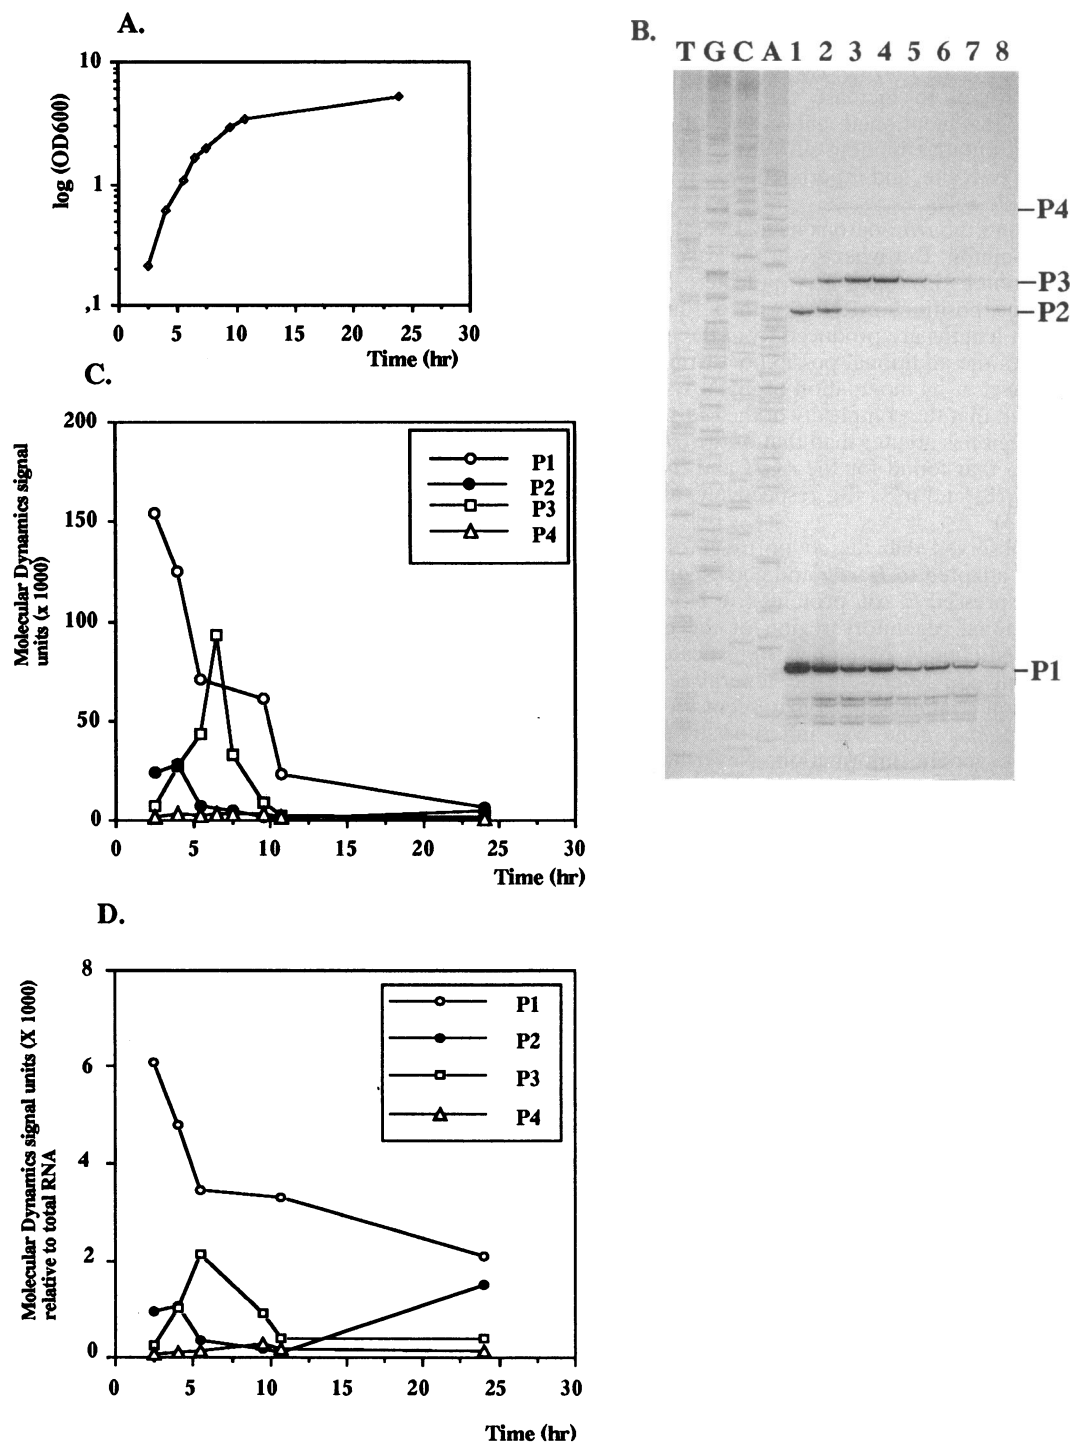 A.
10
1
,1
log (OD600)
0 5 10 15 20 25 30
Time (hr)
B.
T G C A 1 2 3 4 5 6 7 8
P4
P3
P2
P1
C.
200
150
100
50
0
Molecular Dynamics signal
units (x 1000)
P1
P2
P3
P4
0 5 10 15 20 25 30
Time (hr)
D.
8
6
4
2
0
Molecular Dynamics signal units (X 1000)
relative to total RNA
P1
P2
P3
P4
0 5 10 15 20 25 30
Time (hr)